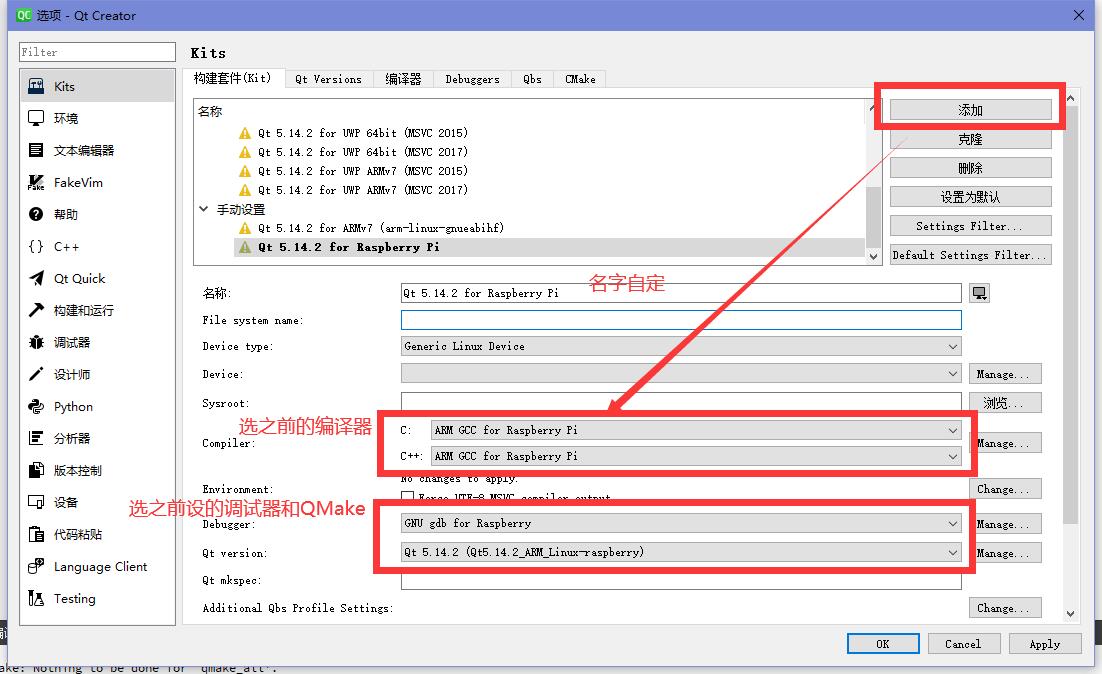 选项 - Qt Creator
Filter
Kits
环境
文本编辑器
FakeVim
帮助
C++
Qt Quick
构建和运行
调试器
设计师
Python
分析器
版本控制
设备
代码粘贴
Language Client
Testing
Kits
构建套件(Kit)
Qt Versions
编译器
Debuggers
Qbs
CMake
名称
Qt 5.14.2 for UWP 64bit (MSVC 2015)
Qt 5.14.2 for UWP 64bit (MSVC 2017)
Qt 5.14.2 for UWP ARMv7 (MSVC 2015)
Qt 5.14.2 for UWP ARMv7 (MSVC 2017)
手动设置
Qt 5.14.2 for ARMv7 (arm-linux-gnueabihf)
Qt 5.14.2 for Raspberry Pi
添加
克隆
删除
设置为默认
Settings Filter...
Default Settings Filter...
名称:
Qt 5.14.2 for Raspberry Pi
名字自定
File system name:
Device type:
Generic Linux Device
Device:
Manage...
Sysroot:
浏览...
选之前的编译器
Compiler:
C:
ARM GCC for Raspberry Pi
C++:
ARM GCC for Raspberry Pi
Manage...
Environment:
No changes to apply.
Force UTF-8 MSVC compiler output
Change...
选之前设的调试器和QMake
Debugger:
GNU gdb for Raspberry
Manage...
Qt version:
Qt 5.14.2 (Qt5.14.2_ARM_Linux-raspberry)
Manage...
Qt mkspec:
Additional Qbs Profile Settings:
Change...
OK
Cancel
Apply
ake: Nothing to be done for 'qmake_all'.